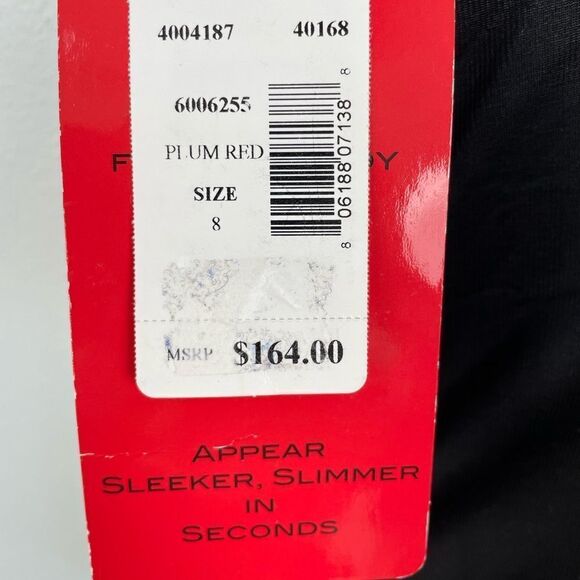 4004187 40168
6006255
PLUM RED
SIZE
8
8 06188 07138 8
MSRP $164.00
APPEAR
SLEEKER, SLIMMER
IN
SECONDS